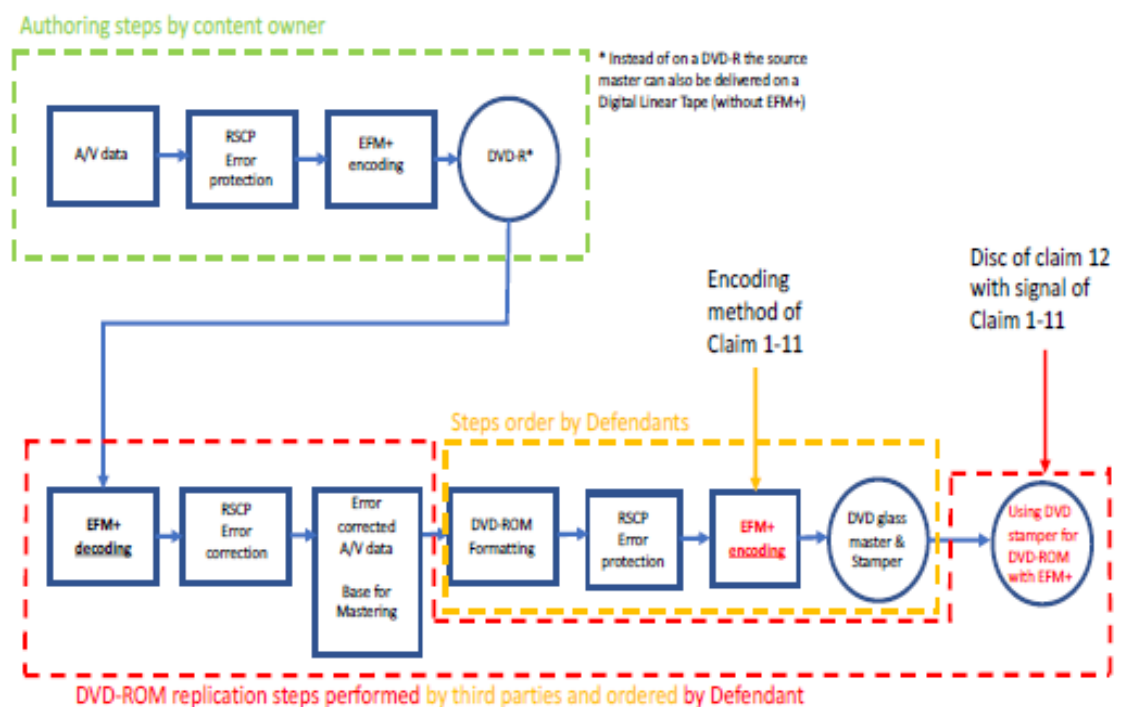 Authoring steps by content owner
* Instead of on a DVD-R the source
master can also be delivered on a
Digital Linear Tape (without EFM+)
A/V data
RSCP
Error
protection
EFM+
encoding
DVD-R*
Encoding
method of
Claim 1-11
Disc of claim 12
with signal of
Claim 1-11
Steps order by Defendants
EFM+
decoding
RSCP
Error
correction
Error
corrected
A/V data
Base for
Mastering
DVD-ROM
Formatting
RSCP
Error
protection
EFM+
encoding
DVD glass
master &
Stamper
Using DVD
stamper for
DVD-ROM
with EFM+
DVD-ROM replication steps performed by third parties and ordered by Defendant